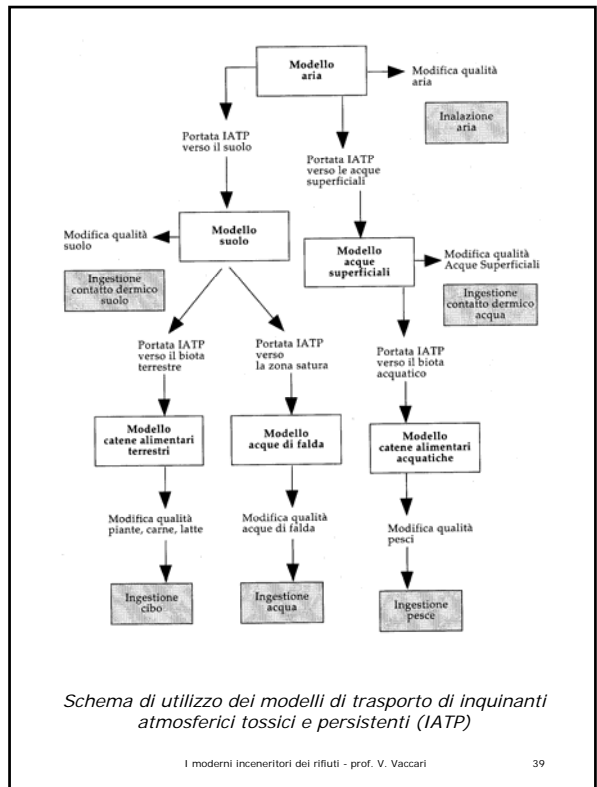 Modello
aria
Modifica qualità
aria
Inalazione
aria
Portata IATP
verso il suolo
Portata IATP
verso le acque
superficiali
Modifica qualità
suolo
Modello
suolo
Modello
acque
superficiali
Modifica qualità
Acque Superficiali
Ingestione
contatto dermico
suolo
Ingestione
contatto dermico
acqua
Portata IATP
verso il biota
terrestre
Portata IATP
verso
la zona satura
Portata IATP
verso il biota
acquatico
Modello
catene alimentari
terrestri
Modello
acque di falda
Modello
catene alimentari
acquatiche
Modifica qualità
piante, carne, latte
Modifica qualità
acque di falda
Modifica qualità
pesci
Ingestione
cibo
Ingestione
acqua
Ingestione
pesce
Schema di utilizzo dei modelli di trasporto di inquinanti
atmosferici tossici e persistenti (IATP)
I moderni inceneritori dei rifiuti - prof. V. Vaccari
39